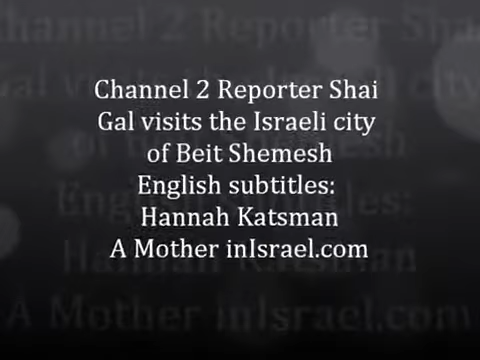 Channel 2 Reporter Shai
Gal visits the Israeli city
of Beit Shemesh
English subtitles:
Hannah Katsman
A Mother inIsrael.com